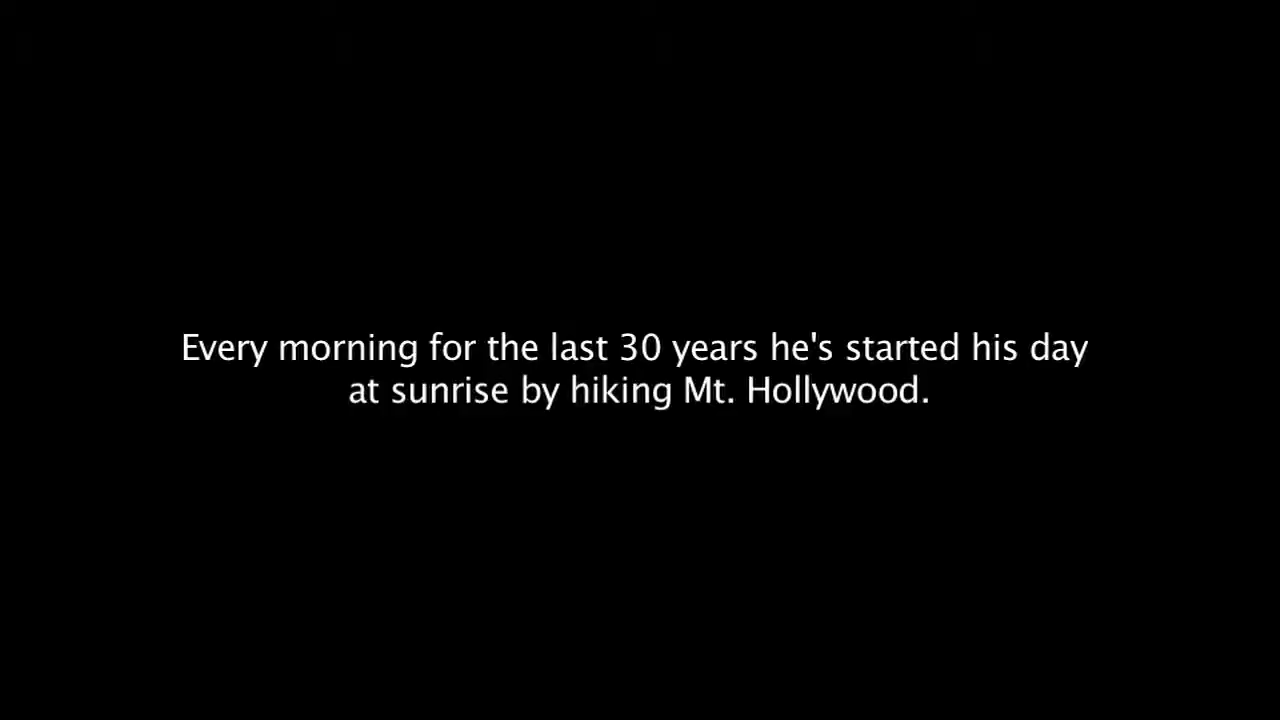 Every morning for the last 30 years he's started his day
at sunrise by hiking Mt. Hollywood.